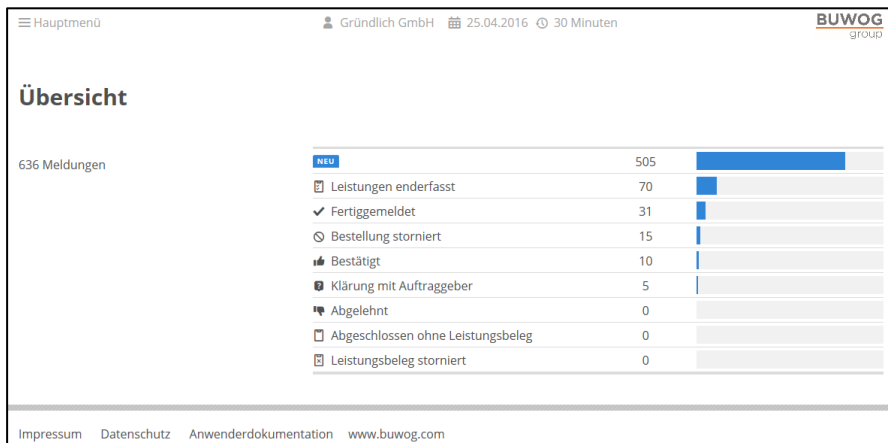 Hauptmenü Gründlich GmbH 25.04.2016 30 Minuten BUWOG
group
Übersicht
636 Meldungen
NEU 505
Leistungen enderfasst 70
Fertiggemeldet 31
Bestellung storniert 15
Bestätigt 10
Klärung mit Auftraggeber 5
Abgelehnt 0
Abgeschlossen ohne Leistungsbeleg 0
Leistungsbeleg storniert 0
Impressum Datenschutz Anwenderdokumentation www.buwog.com